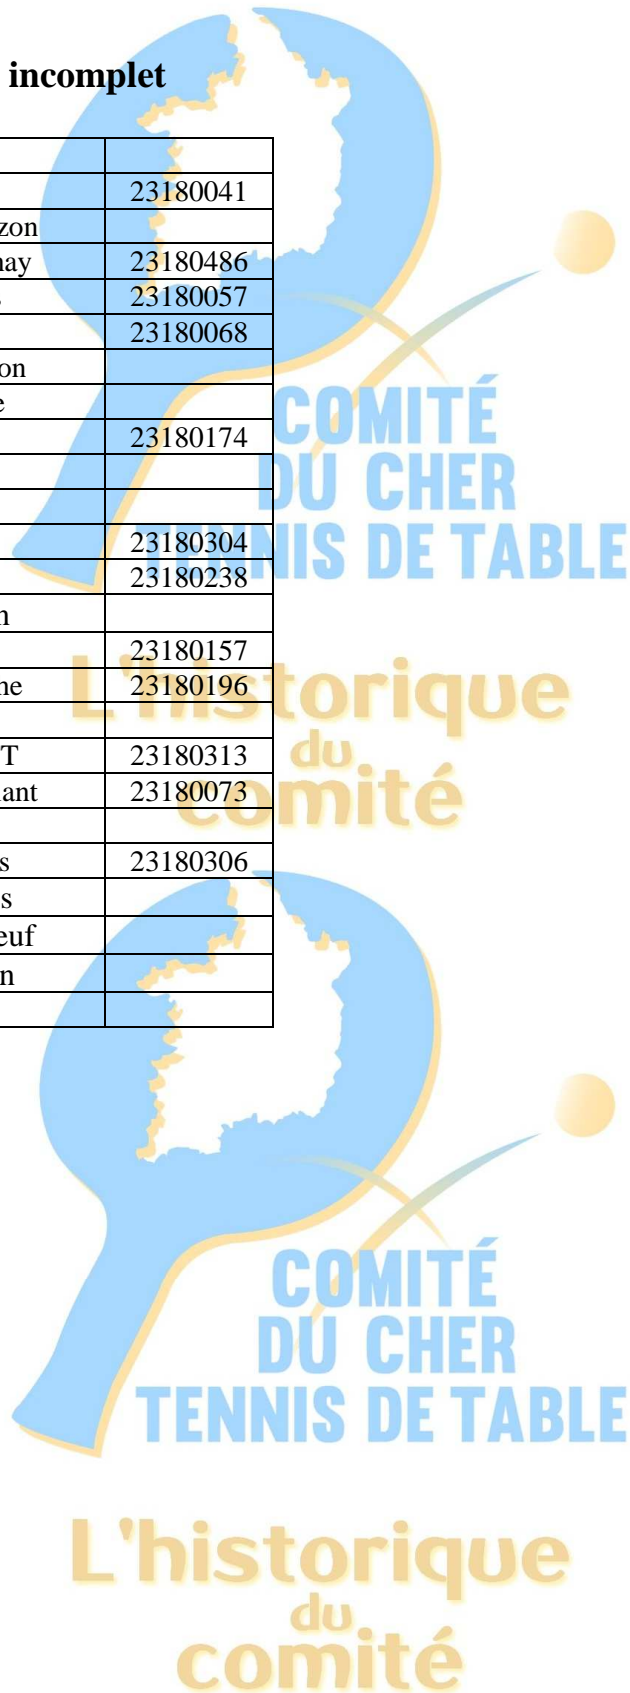 incomplet
23180041
zon
nay 23180486
s 23180057
23180068
on
e
23180174
23180304
23180238
n
23180157
ne 23180196
T 23180313
ant 23180073
s 23180306
s
euf
n
COMITÉ
DU CHER
TENNIS DE TABLE
L'historique
du
comité
COMITÉ
DU CHER
TENNIS DE TABLE
L'historique
du
comité